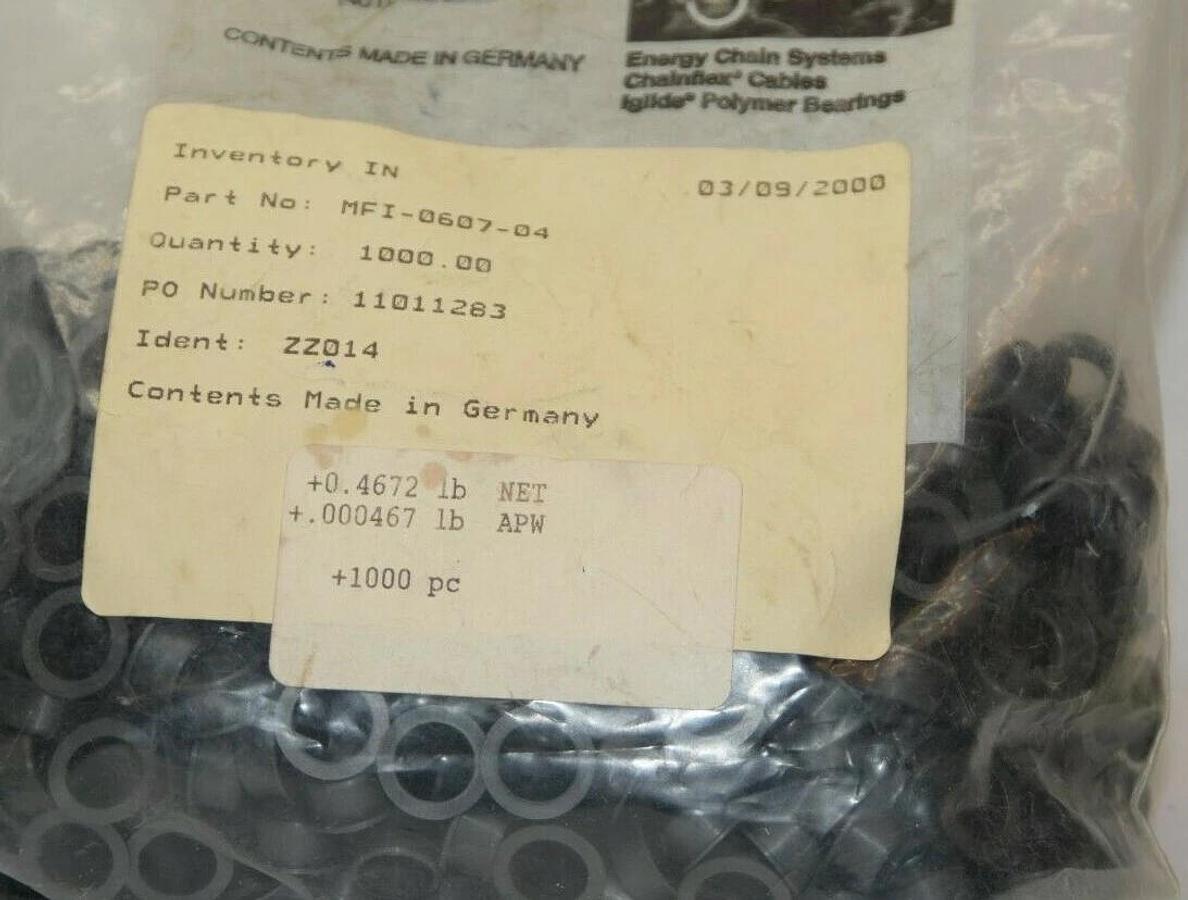 CONTENTS MADE IN GERMANY
Energy Chain Systems
Chainflex® Cables
iglide® Polymer Bearings
Inventory IN
03/09/2000
Part No: MFI-0607-04
Quantity: 1000.00
PO Number: 11011283
Ident: ZZ014
Contents Made in Germany
+0.4672 lb NET
+.000467 lb APW
+1000 pc